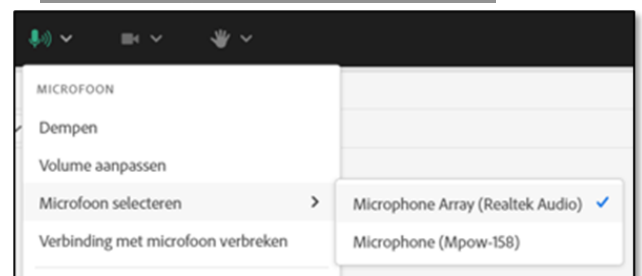 MICROFOON
Dempen
Volume aanpassen
Microfoon selecteren
Microphone Array (Realtek Audio)
Verbinding met microfoon verbreken
Microphone (Mpow-158)